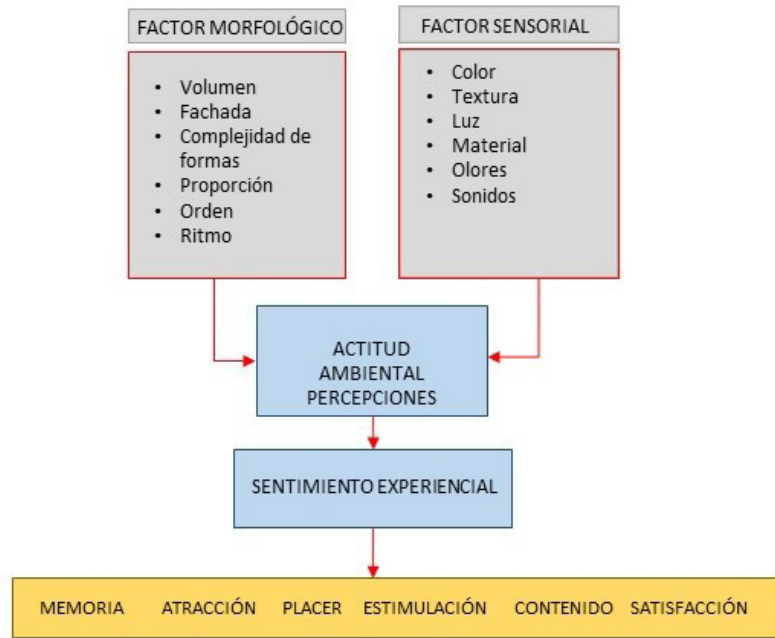 FACTOR MORFOLÓGICO
• Volumen
• Fachada
• Complejidad de
formas
• Proporción
• Orden
• Ritmo
FACTOR SENSORIAL
• Color
• Textura
• Luz
• Material
• Olores
• Sonidos
ACTITUD
AMBIENTAL
PERCEPCIONES
SENTIMIENTO EXPERIENCIAL
MEMORIA ATRACCIÓN PLACER ESTIMULACIÓN CONTENIDO SATISFACCIÓN